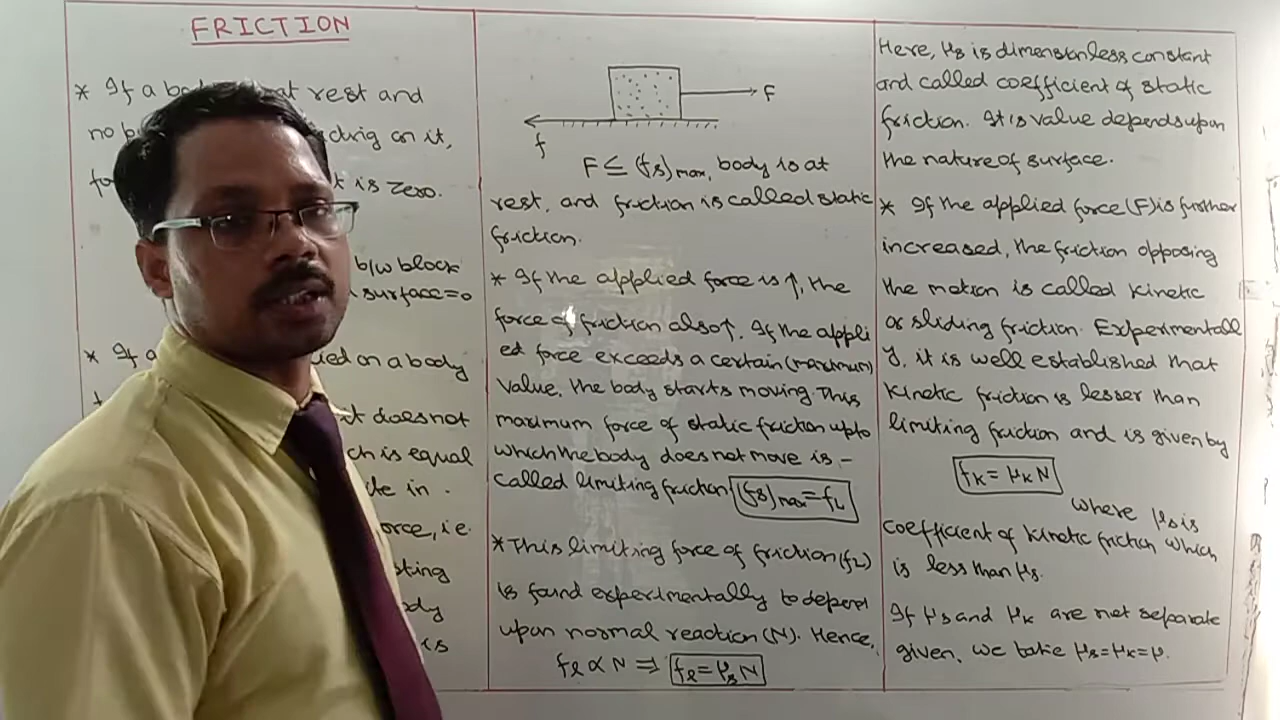 FRICTION
* If a at rest and
no acting on it,
is zero.
b/w block
surface=0
* If a on a body
it does not
is equal
in .
i.e.
is
F
f
F ≤ (fs)max, body is at
rest, and friction is called static
friction.
* If the applied force is ↑, the
force of friction also↑. If the appli
ed force exceeds a certain (maximum)
value, the body starts moving. This
maximum force of static friction upto
which the body does not move is -
called limiting friction (fs)max = fL
* This limiting force of friction (fL)
is found experimentally to depend
upon normal reaction (N). Hence,
fℓ ∝ N ⇒ fℓ = μs N
Here, μs is dimensionless constant
and called coefficient of static
friction. It is value depends upon
the nature of surface.
* If the applied force (F) is further
increased, the friction opposing
the motion is called kinetic
or sliding friction. Experimentall
y, it is well established that
kinetic friction is lesser than
limiting friction and is given by
fK = μK N
where μs is
coefficient of kinetic friction which
is less than μs.
If μs and μK are not separate
given, we take μs=μK=μ.